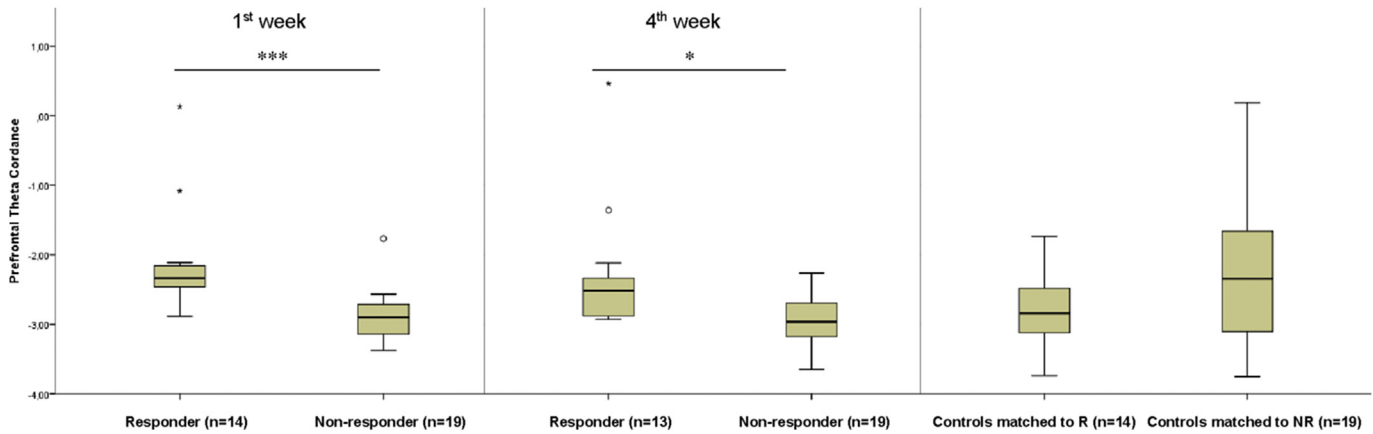 1st week
4th week
***
*
1,00
,00
-1,00
-2,00
-3,00
-4,00
Prefrontal Theta Cordance
Responder (n=14)
Non-responder (n=19)
Responder (n=13)
Non-responder (n=19)
Controls matched to R (n=14)
Controls matched to NR (n=19)